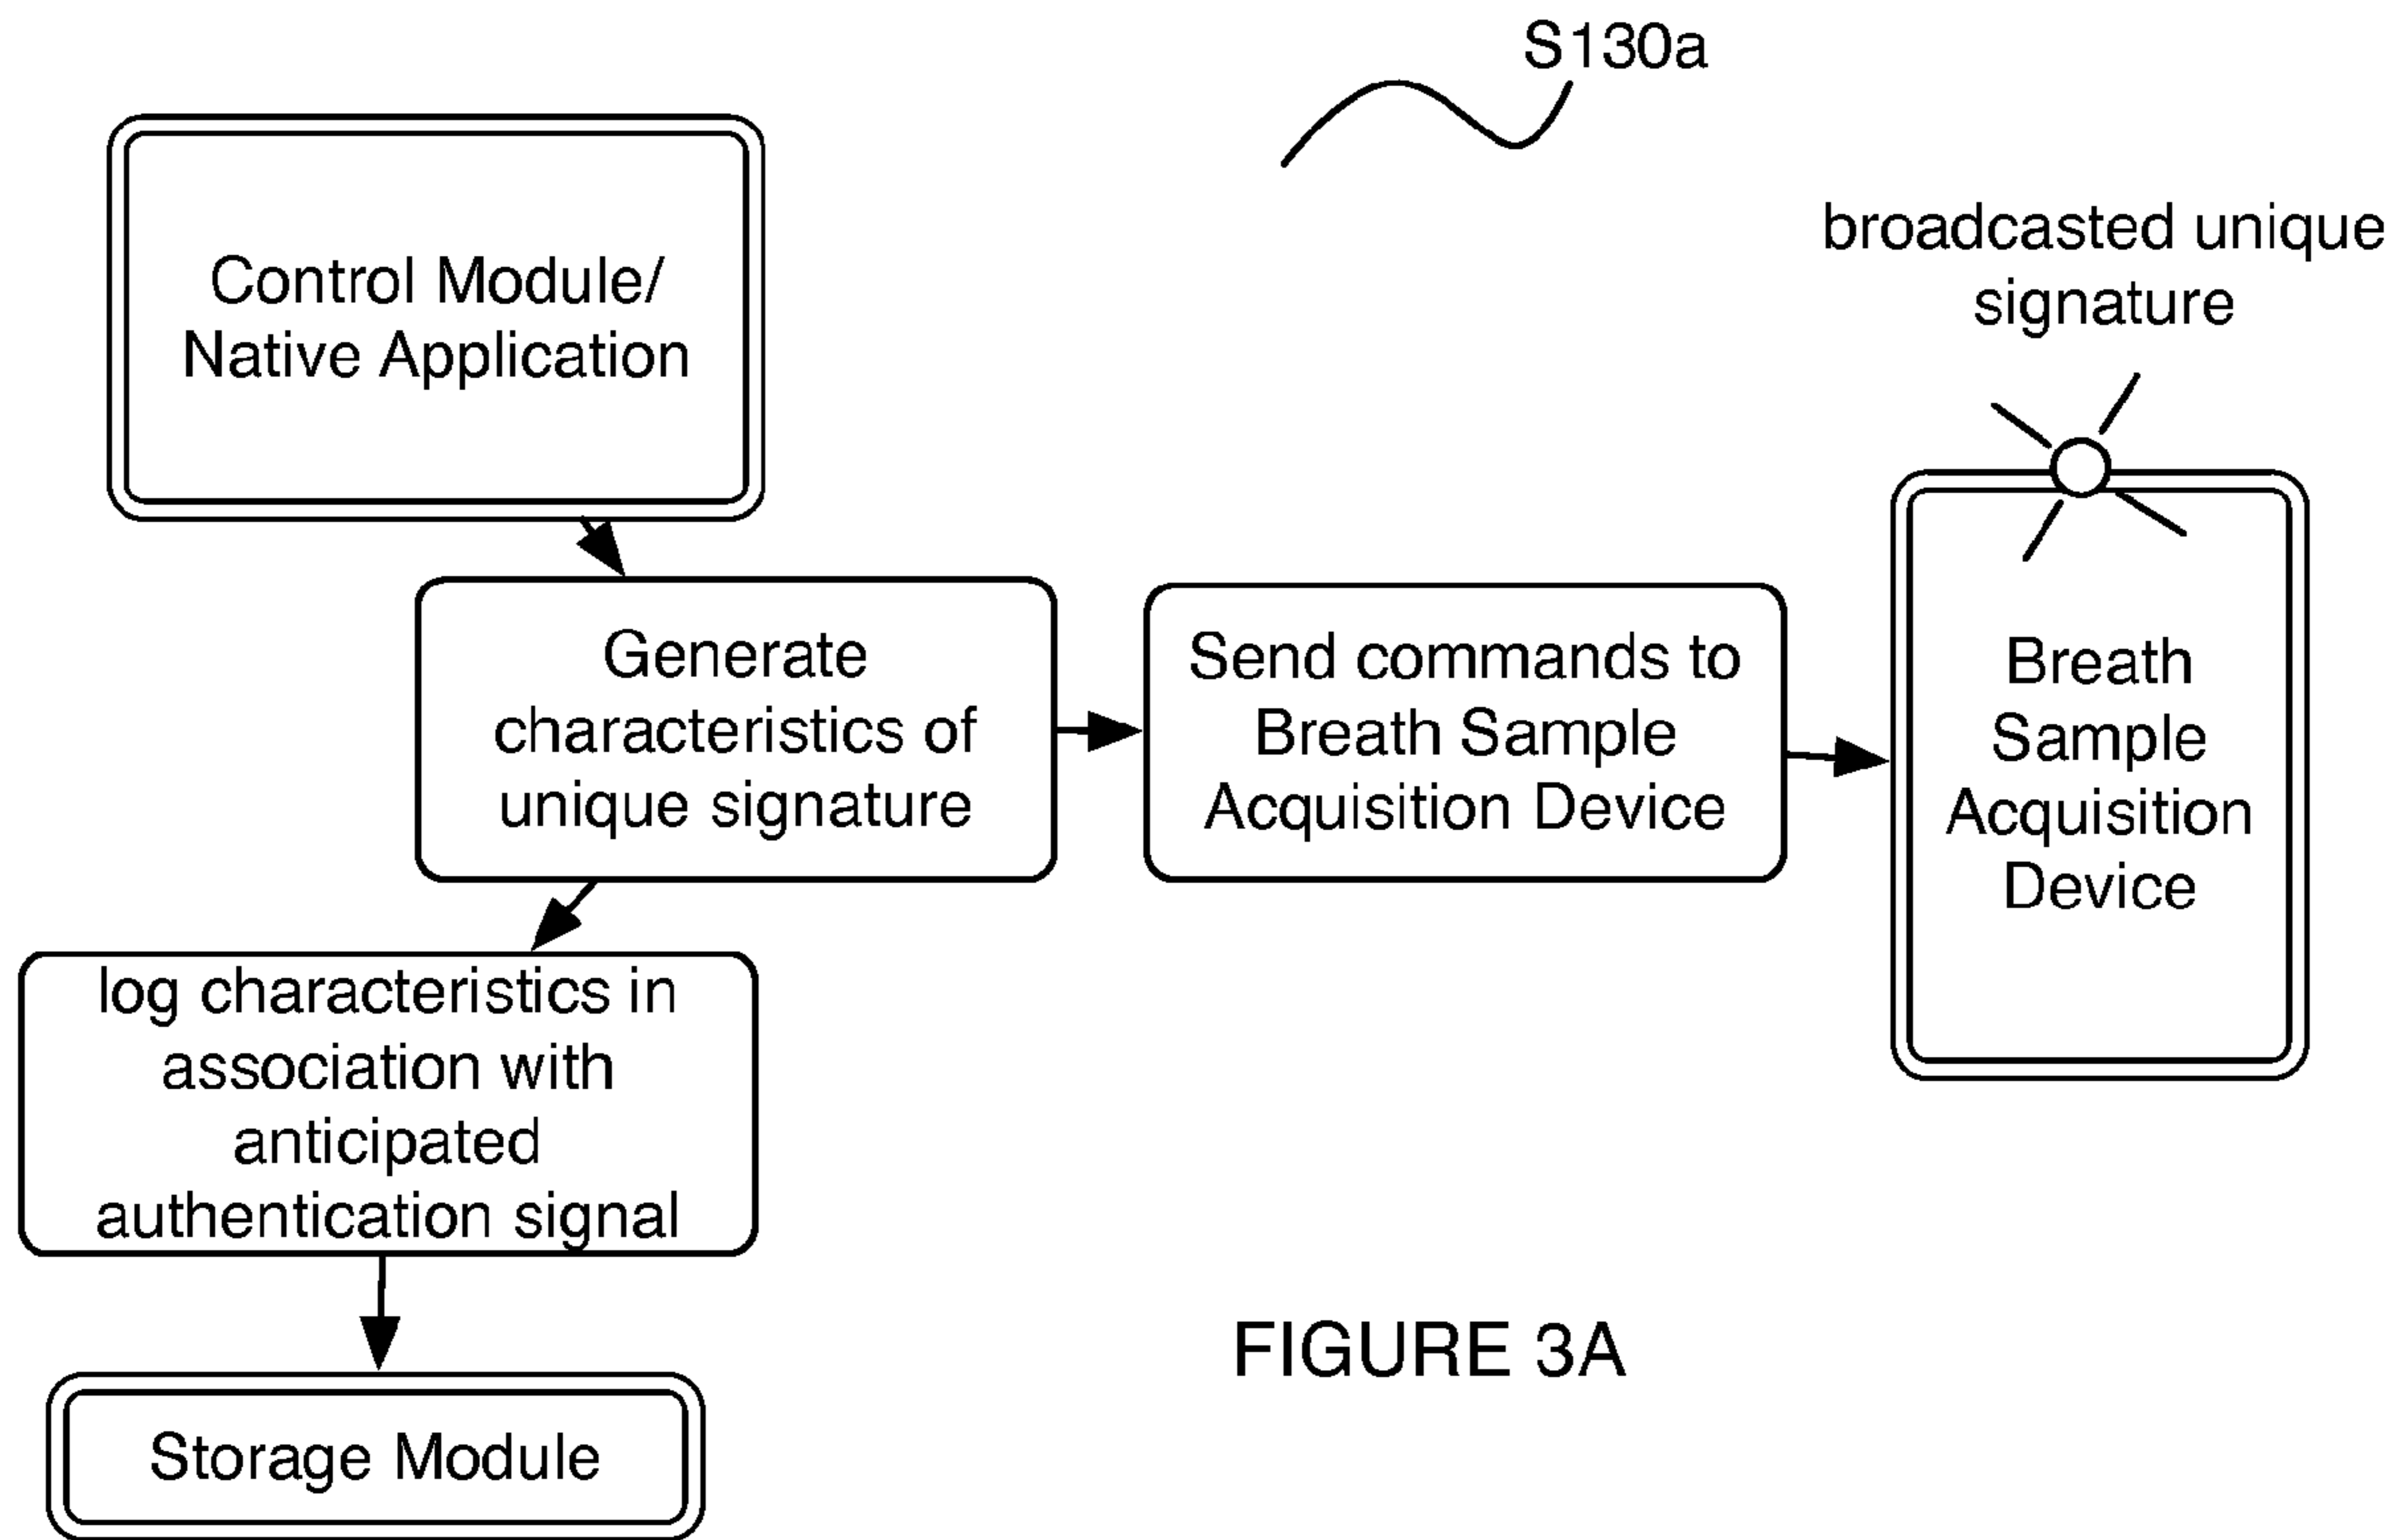 S130a
Control Module/
Native Application
broadcasted unique
signature
Generate
characteristics of
unique signature
Send commands to
Breath Sample
Acquisition Device
Breath
Sample
Acquisition
Device
log characteristics in
association with
anticipated
authentication signal
Storage Module
FIGURE 3A